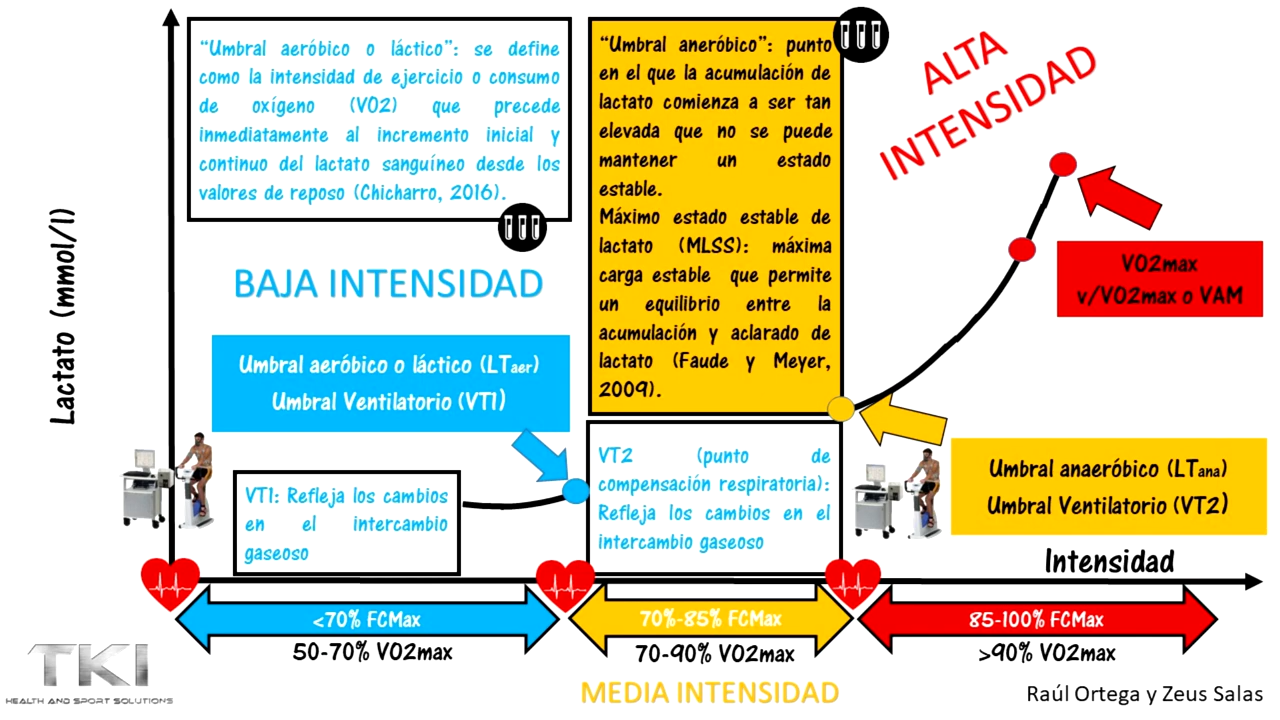 “Umbral aeróbico o láctico”: se define
como la intensidad de ejercicio o consumo
de oxígeno (VO2) que precede
inmediatamente al incremento inicial y
continuo del lactato sanguíneo desde los
valores de reposo (Chicharro, 2016).
“Umbral aneróbico”: punto
en el que la acumulación de
lactato comienza a ser tan
elevada que no se puede
mantener un estado
estable.
Máximo estado estable de
lactato (MLSS): máxima
carga estable que permite
un equilibrio entre la
acumulación y aclarado de
lactato (Faude y Meyer,
2009).
ALTA
INTENSIDAD
Lactato (mmol/l)
BAJA INTENSIDAD
VO2max
v/VO2max o VAM
Umbral aeróbico o láctico (LTaer)
Umbral Ventilatorio (VT1)
VT1: Refleja los cambios
en el intercambio
gaseoso
VT2 (punto de
compensación respiratoria):
Refleja los cambios en el
intercambio gaseoso
Umbral anaeróbico (LTana)
Umbral Ventilatorio (VT2)
Intensidad
<70% FCMax
70%-85% FCMax
85-100% FCMax
50-70% VO2max
70-90% VO2max
>90% VO2max
MEDIA INTENSIDAD
TKI
HEALTH AND SPORT SOLUTIONS
Raúl Ortega y Zeus Salas